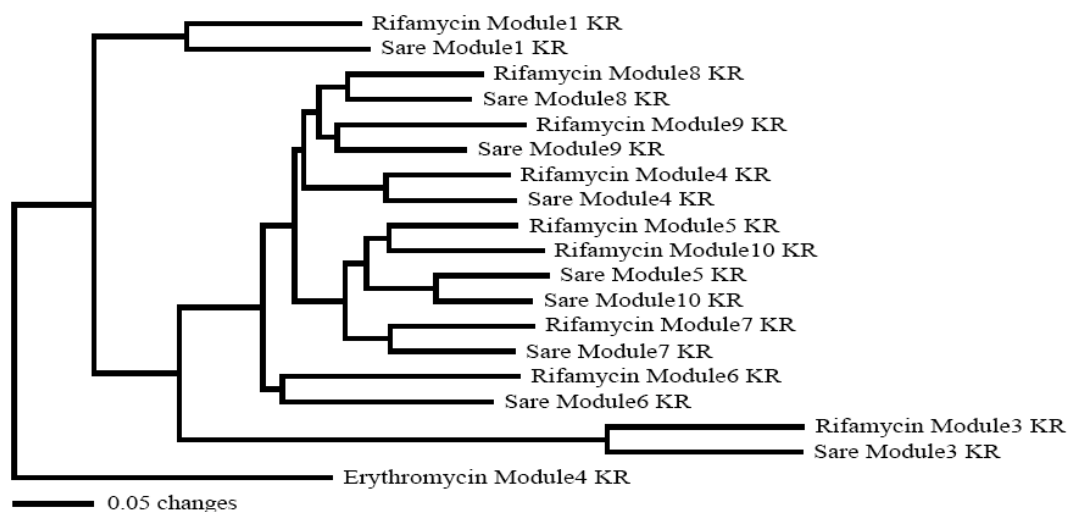 Rifamycin Module1 KR
Sare Module1 KR
Rifamycin Module8 KR
Sare Module8 KR
Rifamycin Module9 KR
Sare Module9 KR
Rifamycin Module4 KR
Sare Module4 KR
Rifamycin Module5 KR
Rifamycin Module10 KR
Sare Module5 KR
Sare Module10 KR
Rifamycin Module7 KR
Sare Module7 KR
Rifamycin Module6 KR
Sare Module6 KR
Rifamycin Module3 KR
Sare Module3 KR
Erythromycin Module4 KR
0.05 changes